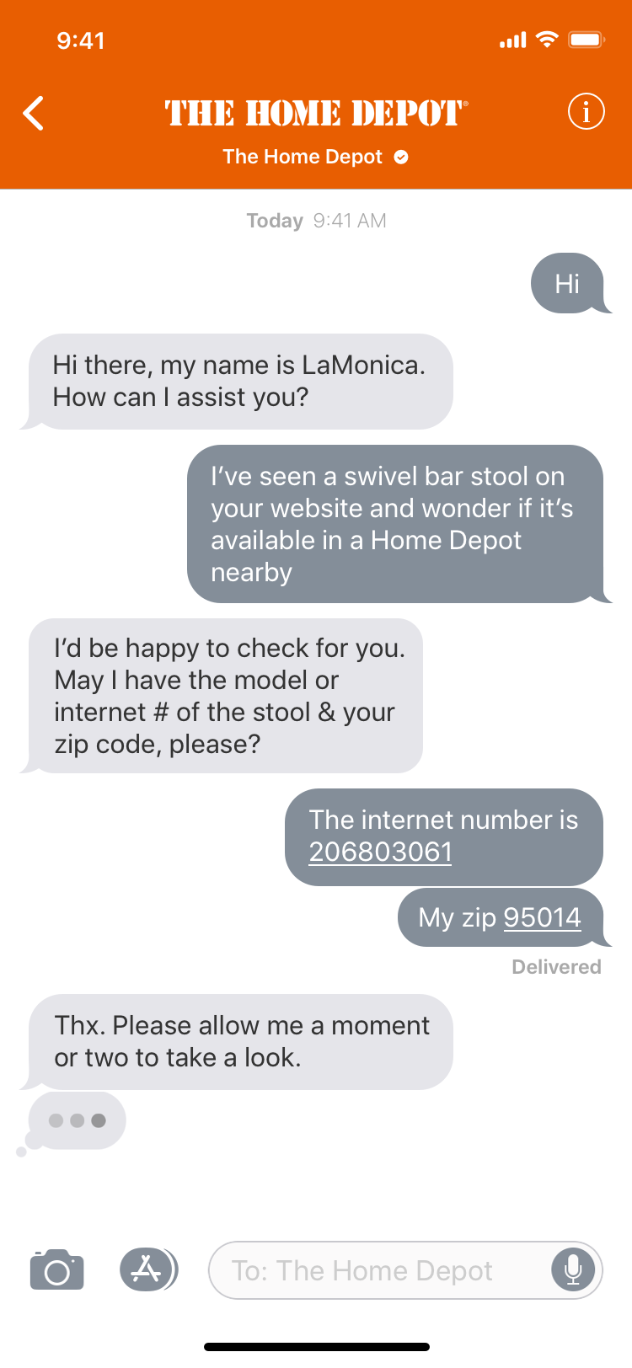 9:41
THE HOME DEPOT
The Home Depot
Today 9:41 AM
Hi
Hi there, my name is LaMonica.
How can I assist you?
I’ve seen a swivel bar stool on
your website and wonder if it’s
available in a Home Depot
nearby
I’d be happy to check for you.
May I have the model or
internet # of the stool & your
zip code, please?
The internet number is
206803061
My zip 95014
Delivered
Thx. Please allow me a moment
or two to take a look.
To: The Home Depot